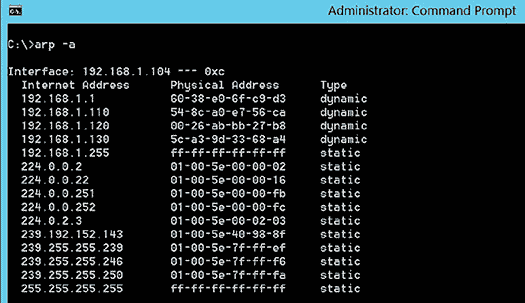 Administrator: Command Prompt
C:\>arp -a
Interface: 192.168.1.104 --- 0xc
Internet Address Physical Address Type
192.168.1.1 60-38-e0-6f-c9-d3 dynamic
192.168.1.110 54-8c-a0-e7-56-ca dynamic
192.168.1.120 00-26-ab-bb-27-b8 dynamic
192.168.1.130 5c-a3-9d-33-68-a4 dynamic
192.168.1.255 ff-ff-ff-ff-ff-ff static
224.0.0.2 01-00-5e-00-00-02 static
224.0.0.22 01-00-5e-00-00-16 static
224.0.0.251 01-00-5e-00-00-fb static
224.0.0.252 01-00-5e-00-00-fc static
224.0.2.3 01-00-5e-00-02-03 static
239.192.152.143 01-00-5e-40-98-8f static
239.255.255.239 01-00-5e-7f-ff-ef static
239.255.255.246 01-00-5e-7f-ff-f6 static
239.255.255.250 01-00-5e-7f-ff-fa static
255.255.255.255 ff-ff-ff-ff-ff-ff static